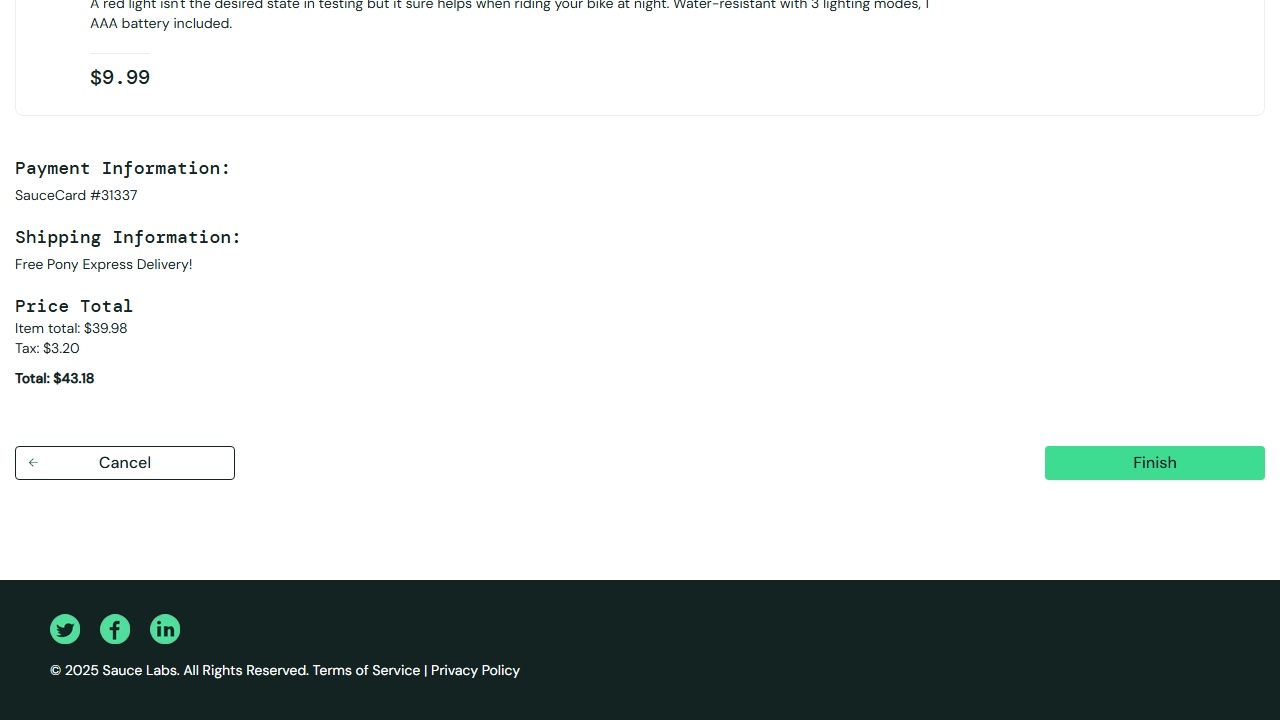 A red light isn't the desired state in testing but it sure helps when riding your bike at night. Water-resistant with 3 lighting modes, 1
AAA battery included.
$9.99
Payment Information:
SauceCard #31337
Shipping Information:
Free Pony Express Delivery!
Price Total
Item total: $39.98
Tax: $3.20
Total: $43.18
Cancel
Finish
© 2025 Sauce Labs. All Rights Reserved. Terms of Service | Privacy Policy